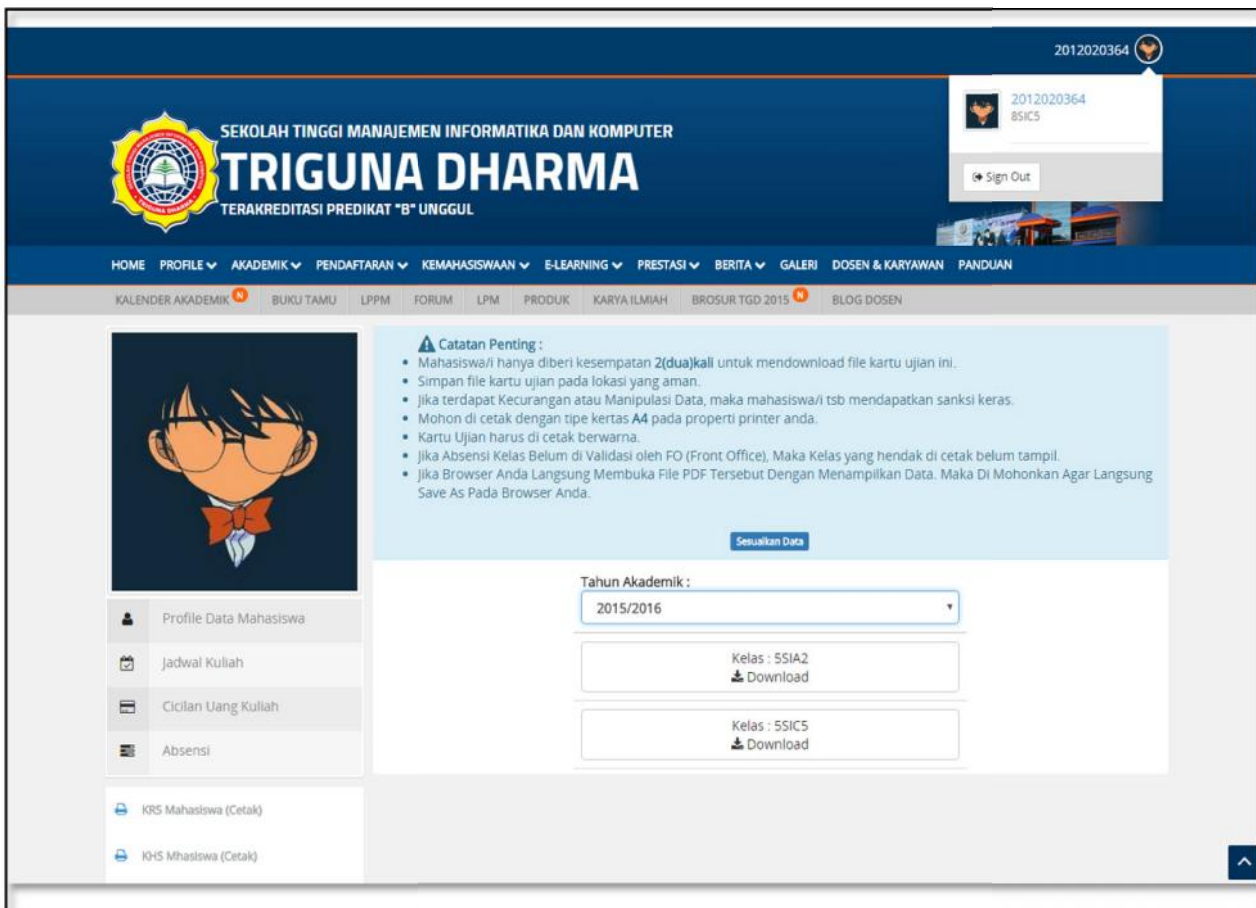 2012020364
2012020364
8SIC5
Sign Out
SEKOLAH TINGGI MANAJEMEN INFORMATIKA DAN KOMPUTER
TRIGUNA DHARMA
TERAKREDITASI PREDIKAT "B" UNGGUL
HOME PROFILE AKADEMIK PENDAFTARAN KEMAHASISWAAN E-LEARNING PRESTASI BERITA GALERI DOSEN & KARYAWAN PANDUAN
KALENDER AKADEMIK N BUKU TAMU LPPM FORUM LPM PRODUK KARYA ILMIAH BROSUR TGD 2015 N BLOG DOSEN
Catatan Penting :
• Mahasiswa/i hanya diberi kesempatan 2(dua)kali untuk mendownload file kartu ujian ini.
• Simpan file kartu ujian pada lokasi yang aman.
• Jika terdapat Kecurangan atau Manipulasi Data, maka mahasiswa/i tsb mendapatkan sanksi keras.
• Mohon di cetak dengan tipe kertas A4 pada properti printer anda.
• Kartu Ujian harus di cetak berwarna.
• Jika Absensi Kelas Belum di Validasi oleh FO (Front Office), Maka Kelas yang hendak di cetak belum tampil.
• Jika Browser Anda Langsung Membuka File PDF Tersebut Dengan Menampilkan Data. Maka Di Mohonkan Agar Langsung
Save As Pada Browser Anda.
Sesuaikan Data
Tahun Akademik :
2015/2016
Kelas : 5SIA2
Download
Kelas : 5SIC5
Download
Profile Data Mahasiswa
Jadwal Kuliah
Cicilan Uang Kuliah
Absensi
KRS Mahasiswa (Cetak)
KHS Mhasiswa (Cetak)